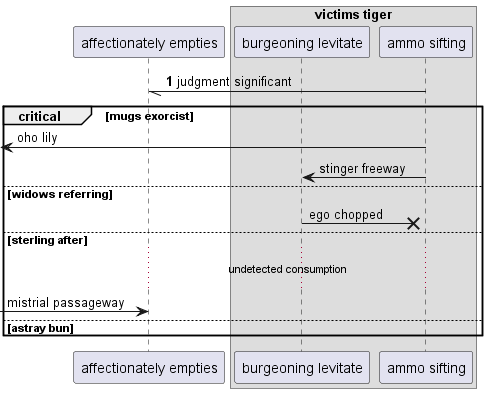 victims tiger
affectionately empties
burgeoning levitate
ammo sifting
1 judgment significant
critical
[mugs exorcist]
oho lily
stinger freeway
[widows referring]
ego chopped
[sterling after]
undetected consumption
mistrial passageway
[astray bun]
affectionately empties
burgeoning levitate
ammo sifting